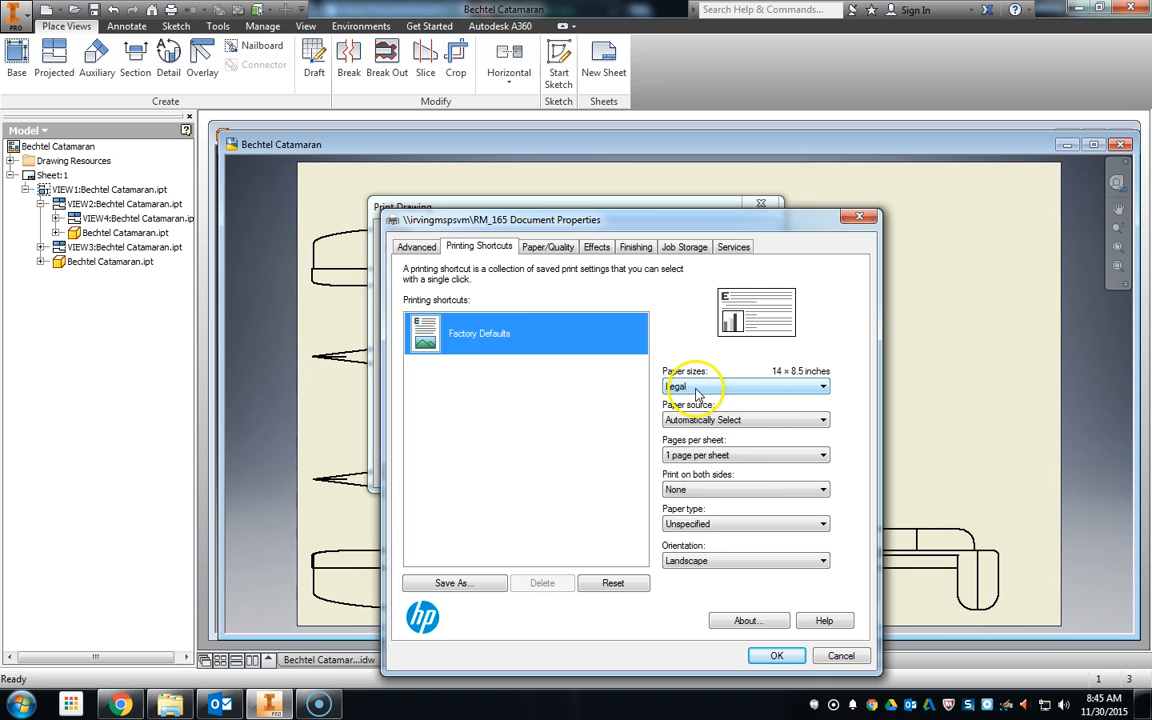 Bechtel Catamaran
Search Help & Commands...
Sign In
PRO
Place Views Annotate Sketch Tools Manage Environments Get Started Autodesk A360
Base Projected Auxiliary Section Detail Overlay
Nailboard
Connector
Draft
Break Break Out Slice Crop
Horizontal
Start
Sketch
New Sheet
Create
Modify
Sketch
Sheets
Model
Bechtel Catamaran
Drawing Resources
Sheet:1
VIEW1:Bechtel Catamaran.ipt
VIEW2:Bechtel Catamaran.ipt
VIEW4:Bechtel Catamaran.ip
Bechtel Catamaran.ipt
VIEW3:Bechtel Catamaran.ipt
Bechtel Catamaran.ipt
Bechtel Catamaran
Print Drawing
\\irvingmspsvm\RM_165 Document Properties
Advanced Printing Shortcuts Paper/Quality Effects Finishing Job Storage Services
A printing shortcut is a collection of saved print settings that you can select
with a single click.
Printing shortcuts:
Factory Defaults
E
E
Paper sizes: 14 × 8.5 inches
Legal
Paper source:
Automatically Select
Pages per sheet:
1 page per sheet
Print on both sides:
None
Paper type:
Unspecified
Orientation:
Landscape
Save As... Delete Reset
hp
About... Help
OK Cancel
Bechtel Catamar...idw
Ready
1 3
8:45 AM
11/30/2015